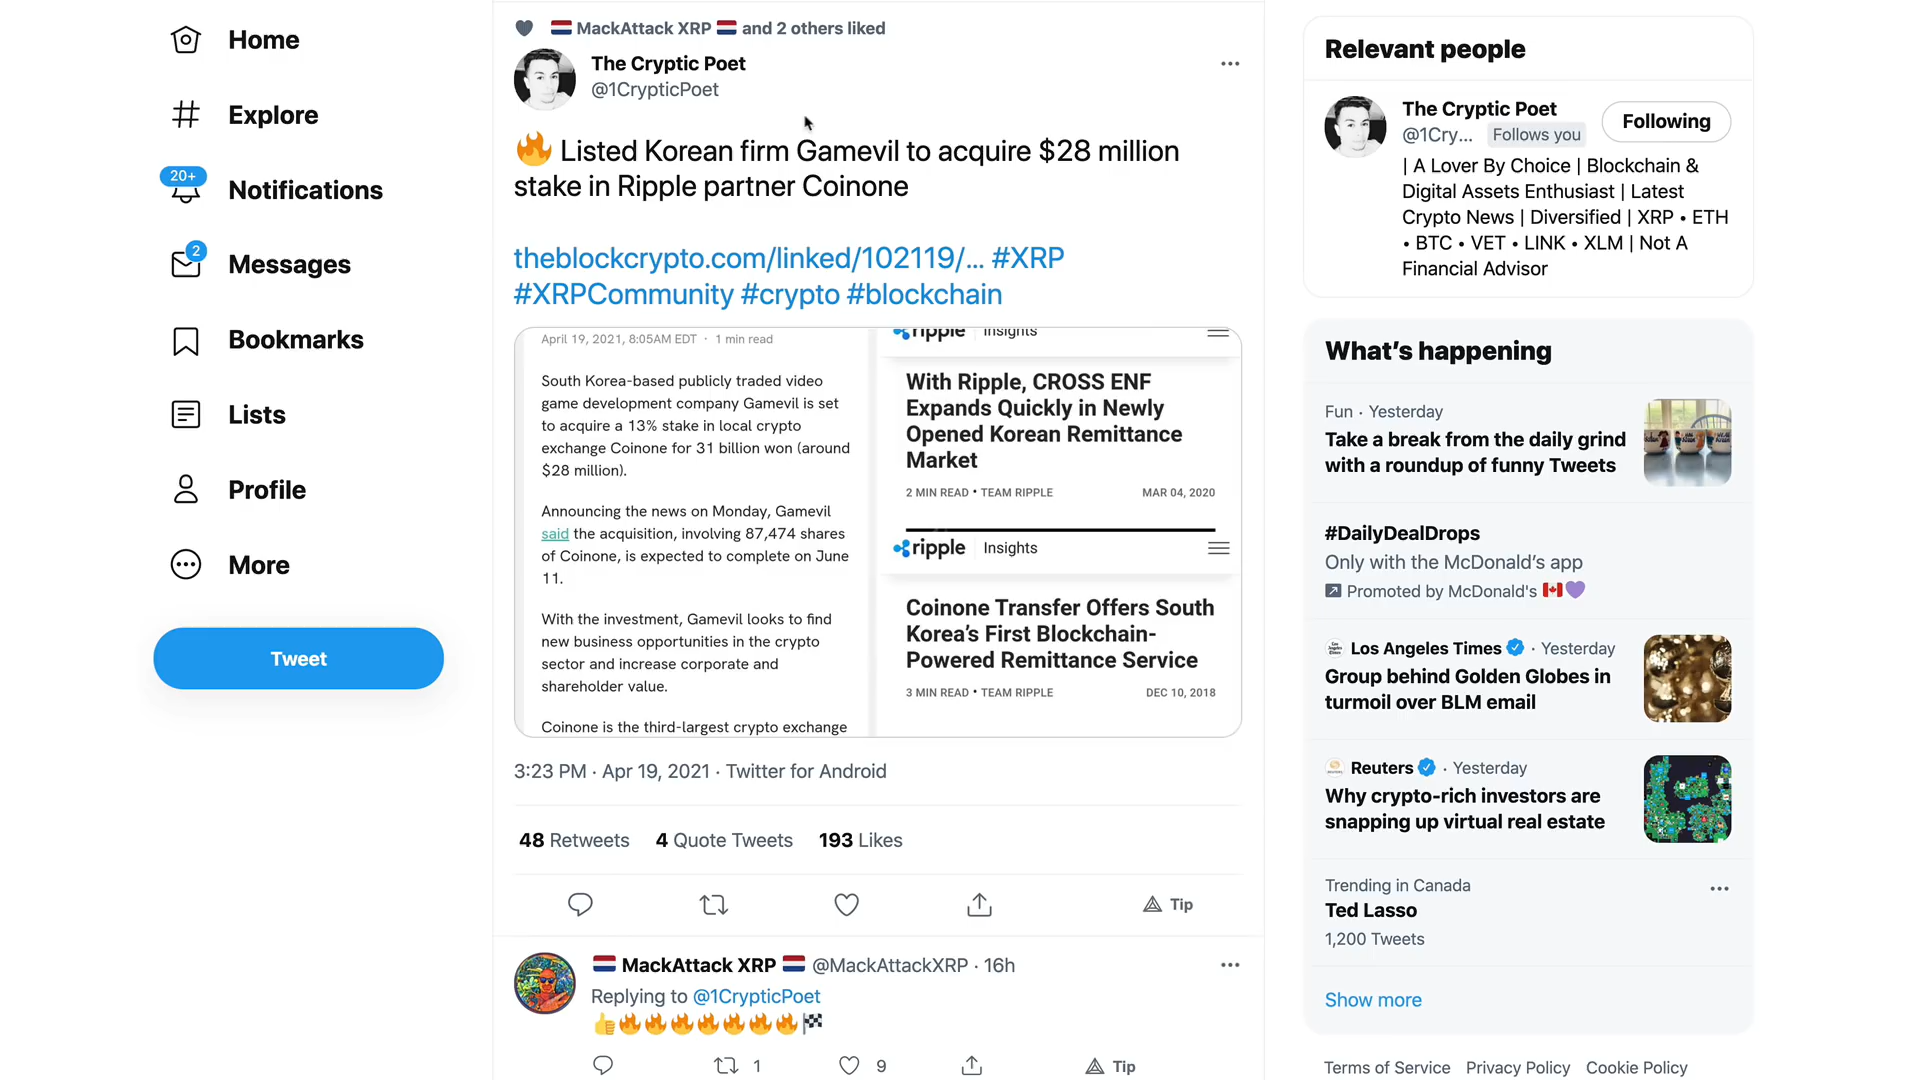 Home
Explore
20+
Notifications
2
Messages
Bookmarks
Lists
Profile
More
Tweet
MackAttack XRP and 2 others liked
The Cryptic Poet
@1CrypticPoet
🔥 Listed Korean firm Gamevil to acquire $28 million
stake in Ripple partner Coinone
theblockcrypto.com/linked/102119/… #XRP
#XRPCommunity #crypto #blockchain
April 19, 2021, 8:05AM EDT · 1 min read
South Korea-based publicly traded video
game development company Gamevil is set
to acquire a 13% stake in local crypto
exchange Coinone for 31 billion won (around
$28 million).
Announcing the news on Monday, Gamevil
said the acquisition, involving 87,474 shares
of Coinone, is expected to complete on June
11.
With the investment, Gamevil looks to find
new business opportunities in the crypto
sector and increase corporate and
shareholder value.
Coinone is the third-largest crypto exchange
ripple Insights
With Ripple, CROSS ENF
Expands Quickly in Newly
Opened Korean Remittance
Market
2 MIN READ • TEAM RIPPLE MAR 04, 2020
ripple Insights
Coinone Transfer Offers South
Korea's First Blockchain-
Powered Remittance Service
3 MIN READ • TEAM RIPPLE DEC 10, 2018
3:23 PM · Apr 19, 2021 · Twitter for Android
48 Retweets 4 Quote Tweets 193 Likes
Tip
MackAttack XRP @MackAttackXRP · 16h
Replying to @1CrypticPoet
👍🔥🔥🔥🔥🔥🔥🔥🏁
1 9 Tip
Relevant people
The Cryptic Poet
@1Cry... Follows you
Following
| A Lover By Choice | Blockchain &
Digital Assets Enthusiast | Latest
Crypto News | Diversified | XRP • ETH
• BTC • VET • LINK • XLM | Not A
Financial Advisor
What's happening
Fun · Yesterday
Take a break from the daily grind
with a roundup of funny Tweets
#DailyDealDrops
Only with the McDonald's app
Promoted by McDonald's 🇨🇦💜
Los Angeles Times · Yesterday
Group behind Golden Globes in
turmoil over BLM email
Reuters · Yesterday
Why crypto-rich investors are
snapping up virtual real estate
Trending in Canada
Ted Lasso
1,200 Tweets
Show more
Terms of Service Privacy Policy Cookie Policy